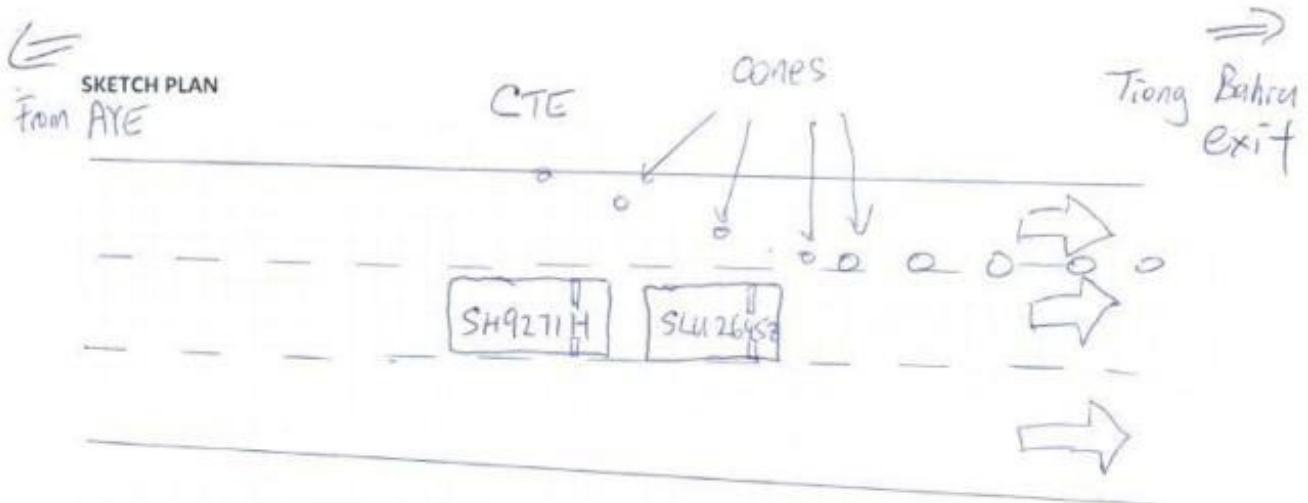 SKETCH PLAN
From AYE
CTE
cones
Tiong Bahru
exit
SH9271H
SLU2645Z